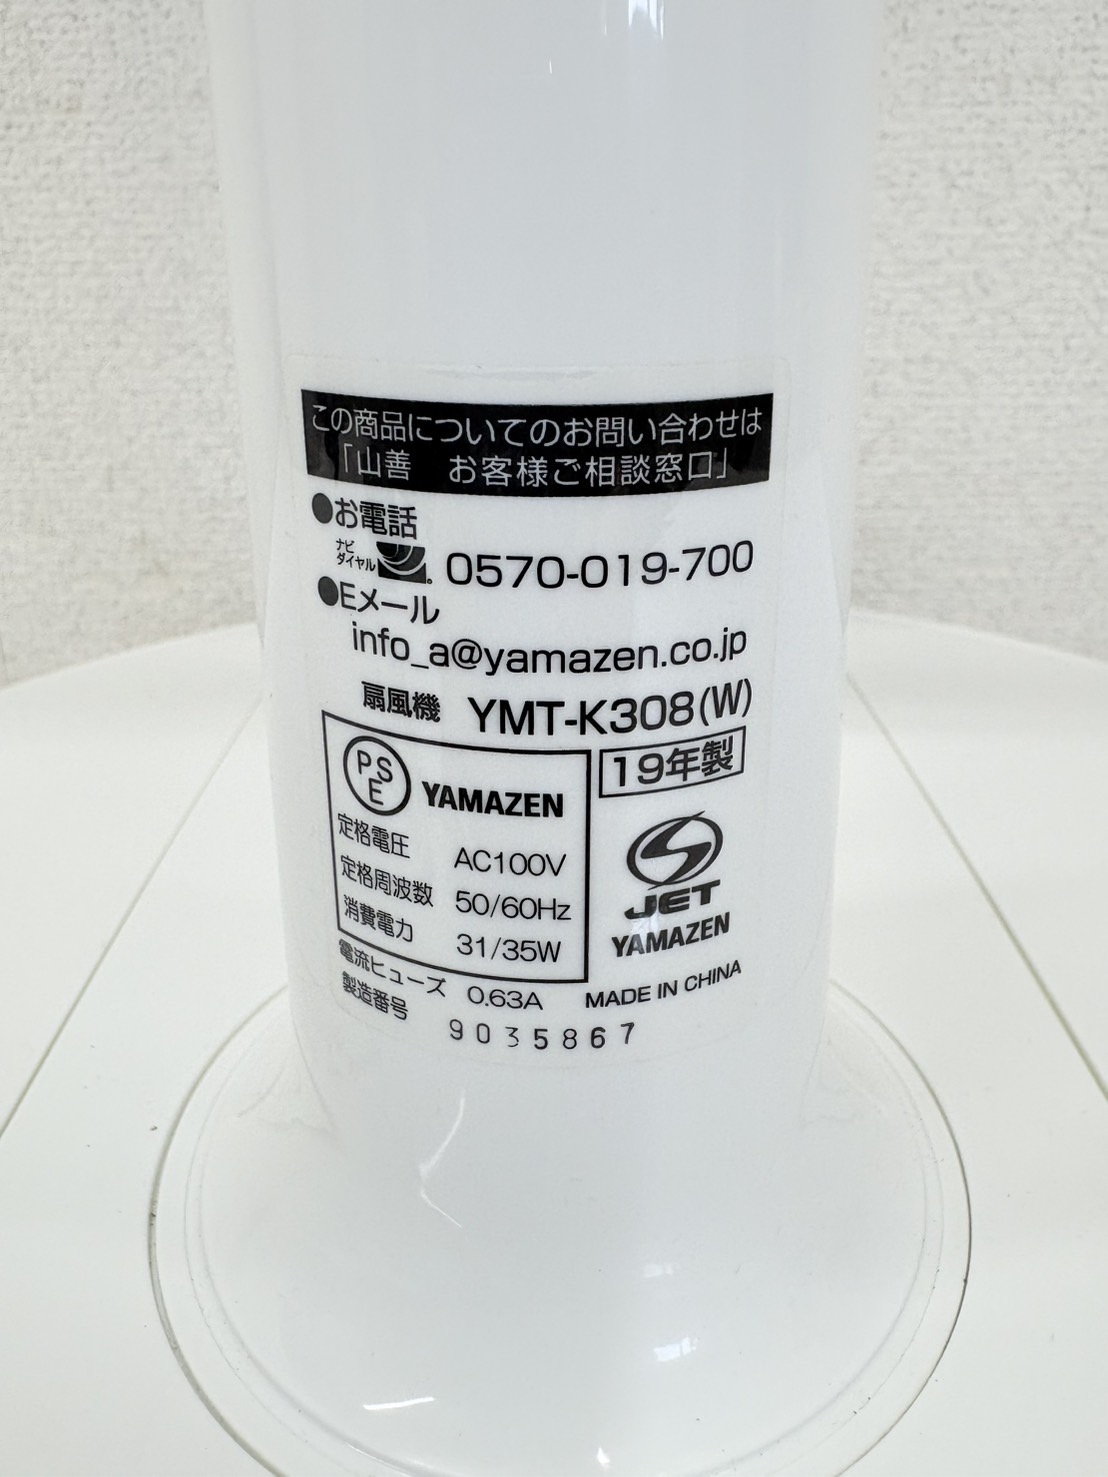 この商品についてのお問い合わせは
「山善 お客様ご相談窓口」
●お電話
ナビダイヤル 0570-019-700
●Eメール
info_a@yamazen.co.jp
扇風機 YMT-K308(W)
PSE YAMAZEN
19年製
定格電圧 AC100V
定格周波数 50/60Hz
消費電力 31/35W
JET
YAMAZEN
電流ヒューズ 0.63A
MADE IN CHINA
製造番号 9035867